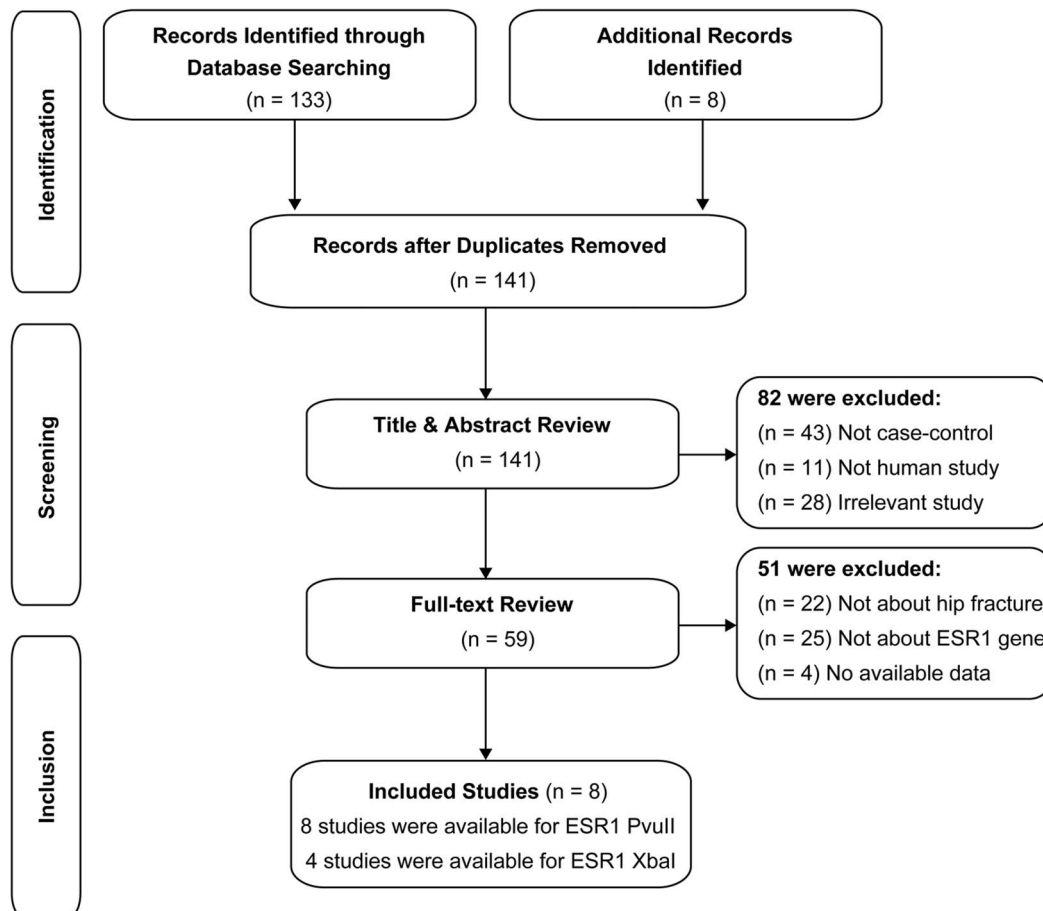 Identification
Records Identified through
Database Searching
(n = 133)
Additional Records
Identified
(n = 8)
Records after Duplicates Removed
(n = 141)
Screening
Title & Abstract Review
(n = 141)
82 were excluded:
(n = 43) Not case-control
(n = 11) Not human study
(n = 28) Irrelevant study
Full-text Review
(n = 59)
51 were excluded:
(n = 22) Not about hip fracture
(n = 25) Not about ESR1 gene
(n = 4) No available data
Inclusion
Included Studies (n = 8)
8 studies were available for ESR1 PvuII
4 studies were available for ESR1 XbaI